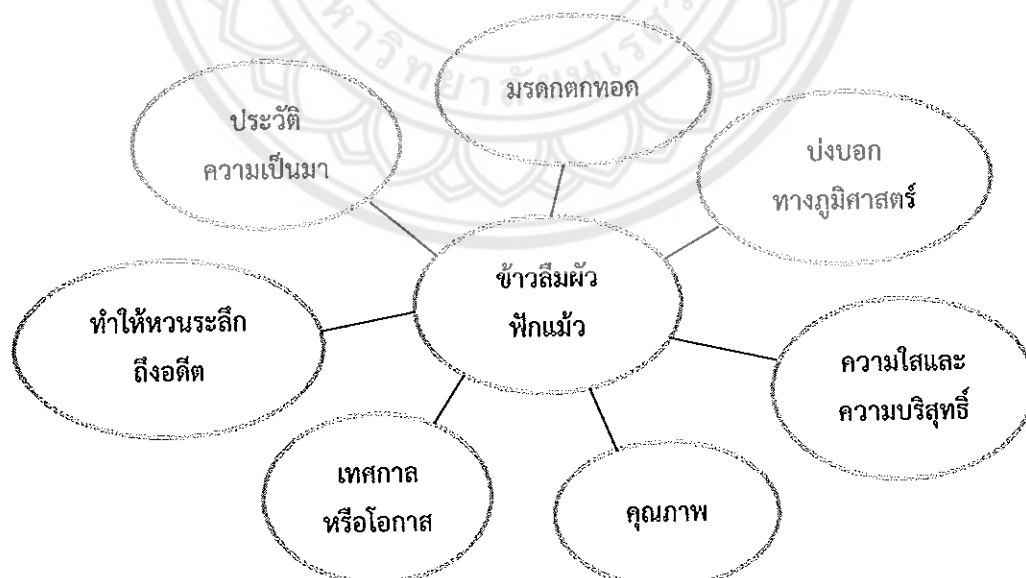 มรดกตกทอด
ประวัติ
ความเป็นมา
บ่งบอก
ทางภูมิศาสตร์
ข้าวลืมผัว
ฟักแม้ว
ทำให้หวนระลึก
ถึงอดีต
ความใสและ
ความบริสุทธิ์
เทศกาล
หรือโอกาส
คุณภาพ